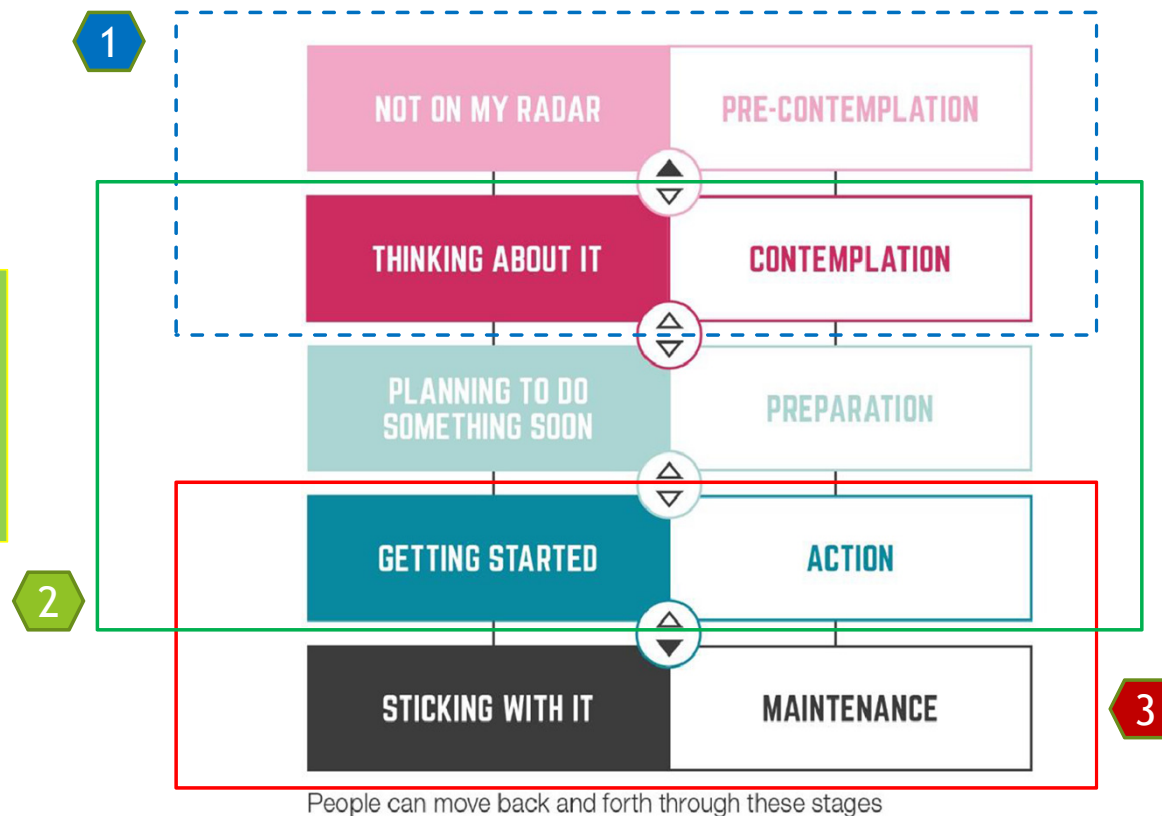 1
NOT ON MY RADAR
PRE-CONTEMPLATION
THINKING ABOUT IT
CONTEMPLATION
PLANNING TO DO
SOMETHING SOON
PREPARATION
GETTING STARTED
ACTION
2
STICKING WITH IT
MAINTENANCE
3
People can move back and forth through these stages